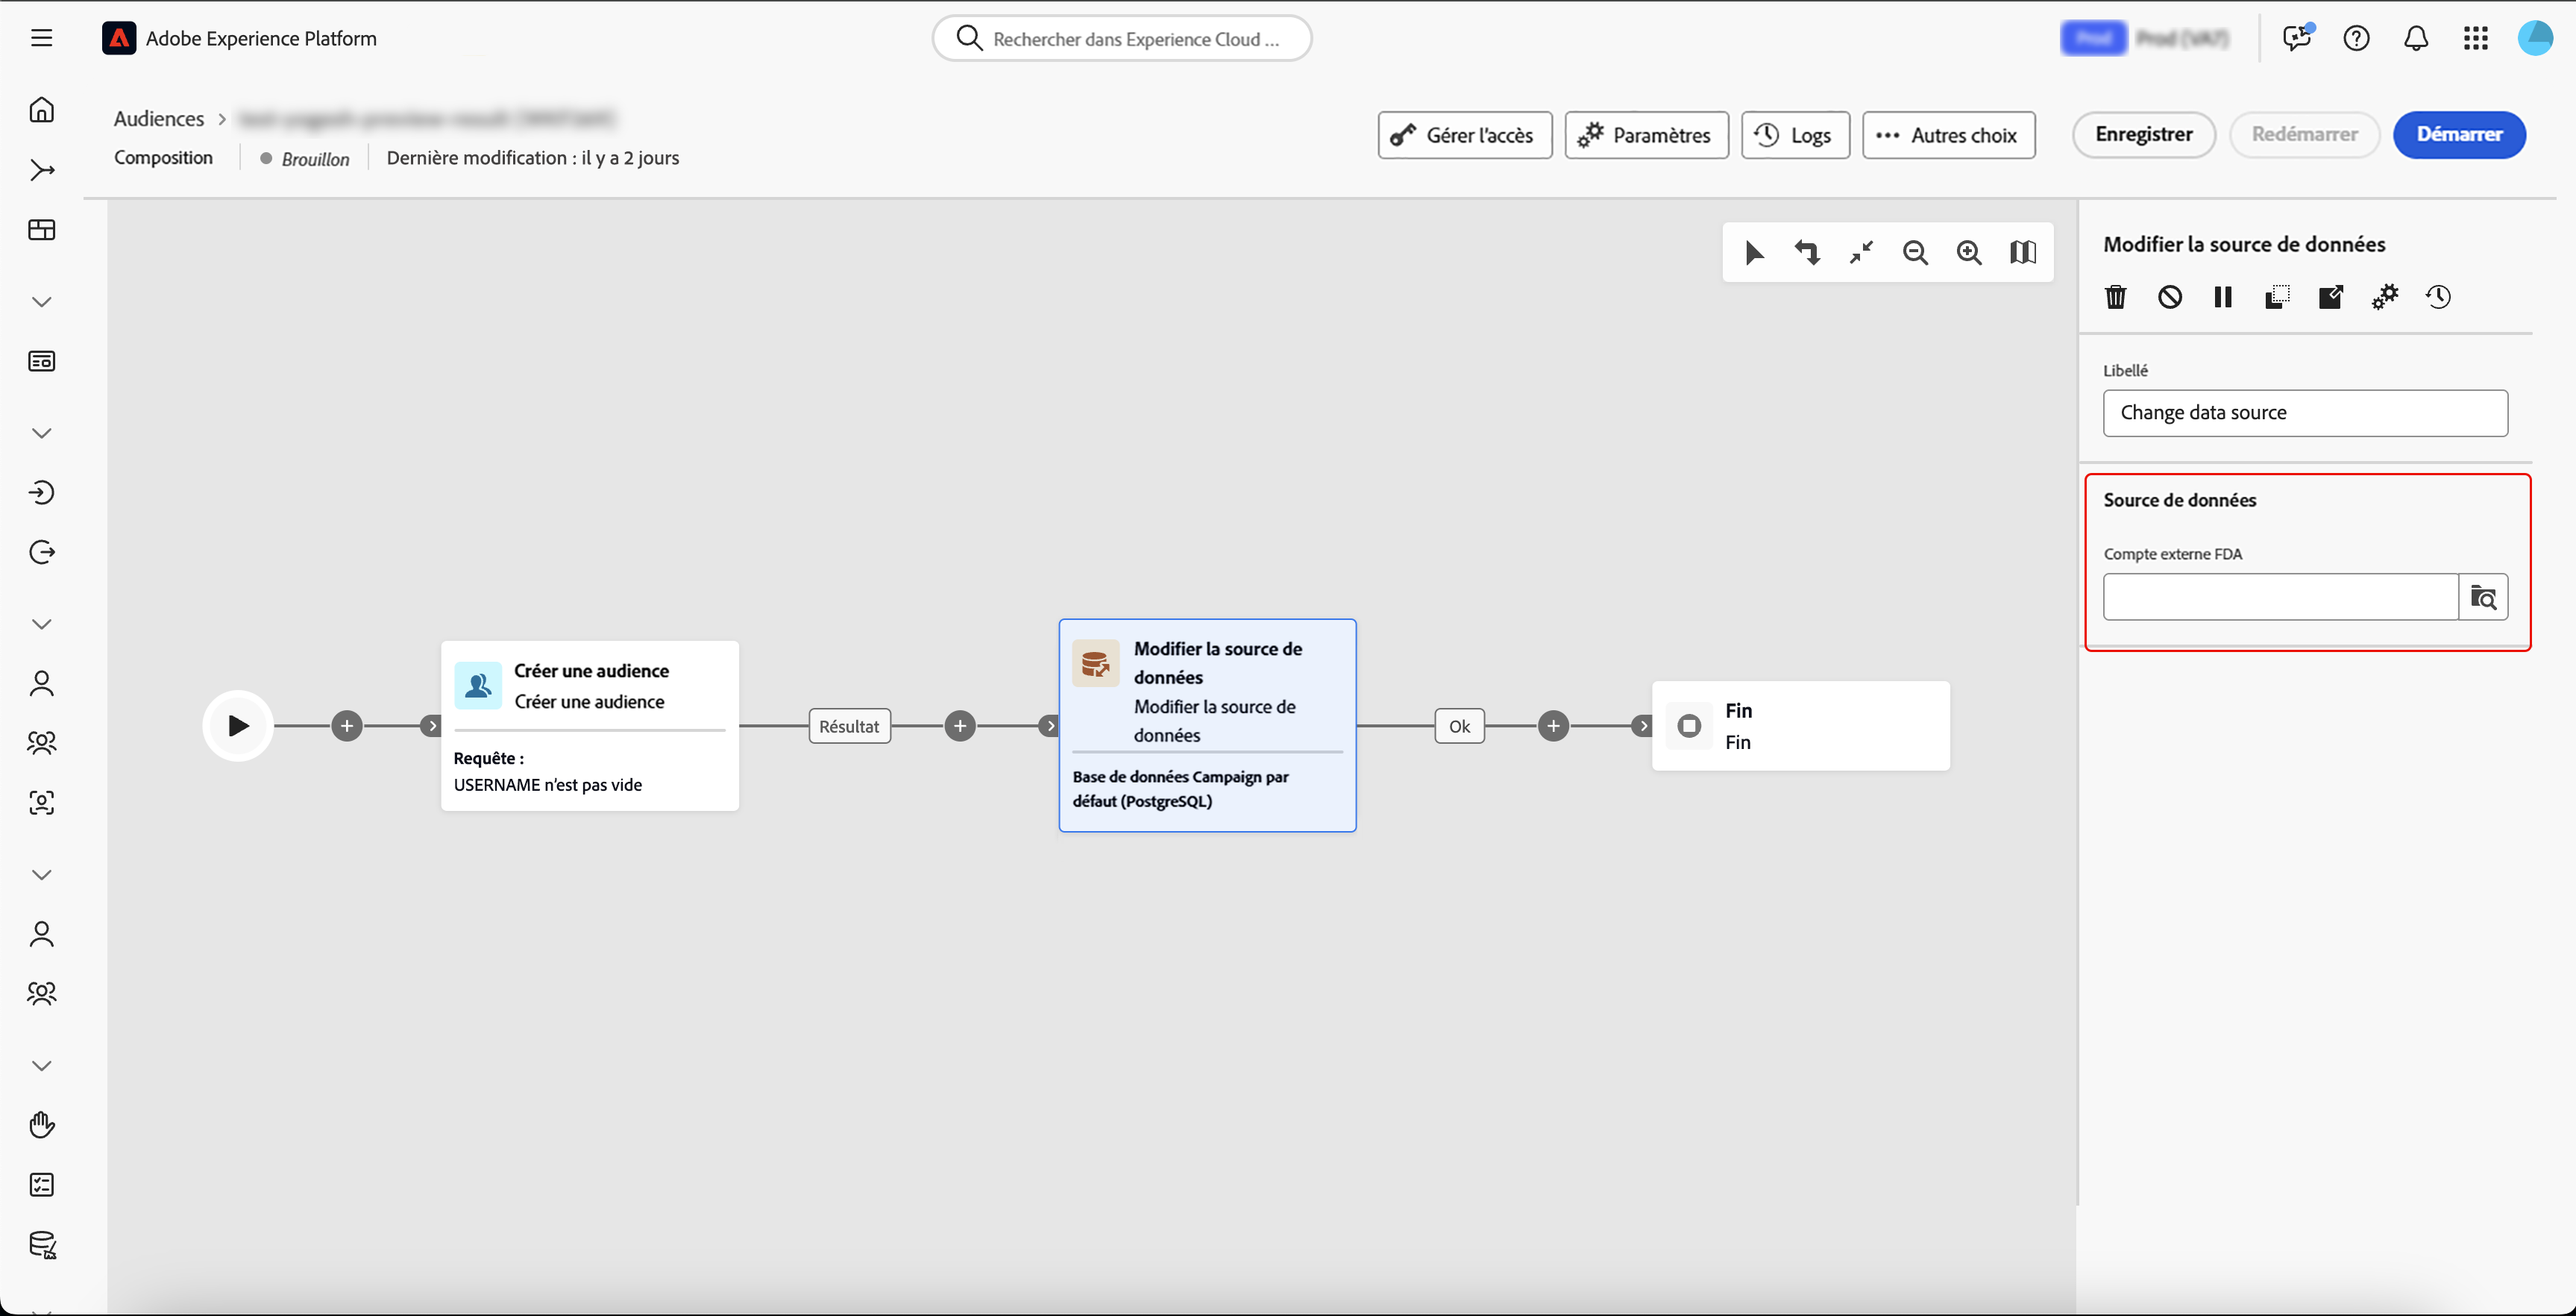 Adobe Experience Platform
Rechercher dans Experience Cloud ...
Audiences
Composition
Brouillon
Dernière modification : il y a 2 jours
Gérer l'accès
Paramètres
Logs
Autres choix
Enregistrer
Redémarrer
Démarrer
Créer une audience
Créer une audience
Requête :
USERNAME n'est pas vide
Résultat
Modifier la source de
données
Modifier la source de
données
Base de données Campaign par
défaut (PostgreSQL)
Ok
Fin
Fin
Modifier la source de données
Libellé
Change data source
Source de données
Compte externe FDA